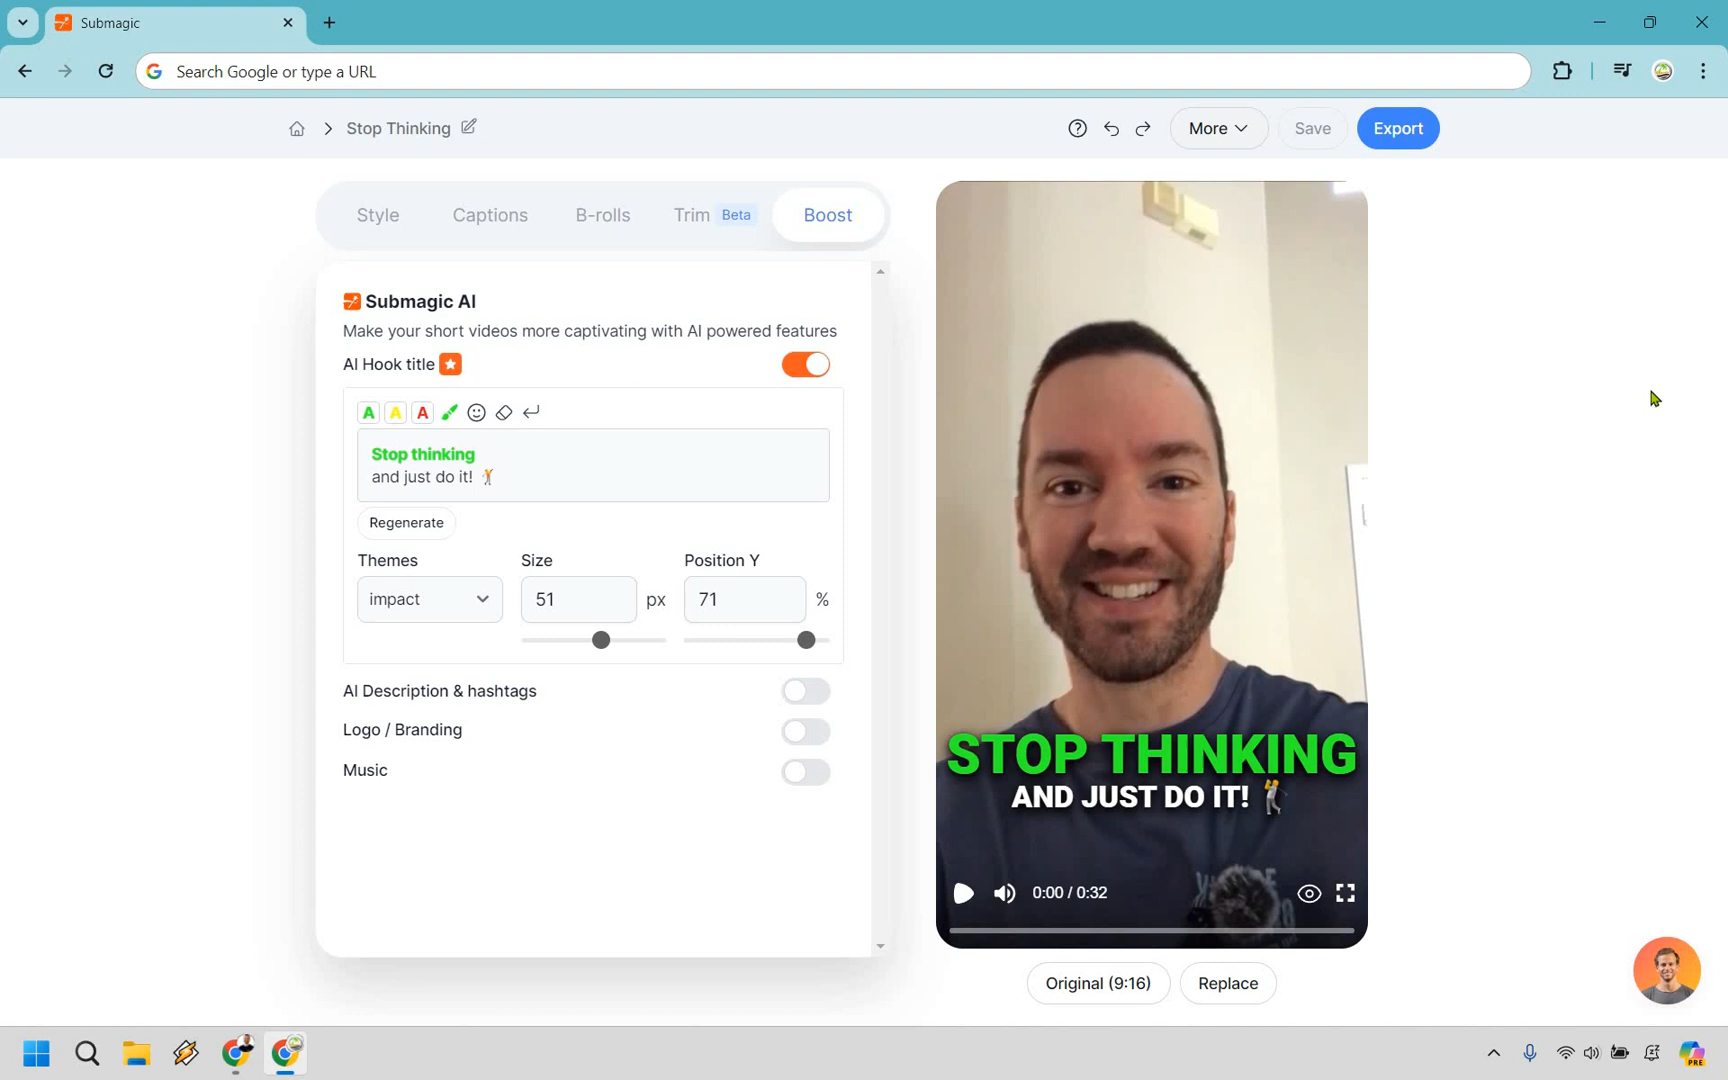 Submagic
Search Google or type a URL
Stop Thinking
More
Save
Export
Style
Captions
B-rolls
Trim Beta
Boost
Submagic AI
Make your short videos more captivating with AI powered features
AI Hook title
A A A
Stop thinking
and just do it! 🏌
Regenerate
Themes
Size
Position Y
impact
51 px
71 %
AI Description & hashtags
Logo / Branding
Music
STOP THINKING
AND JUST DO IT! 🏌
0:00 / 0:32
Original (9:16)
Replace
PRE